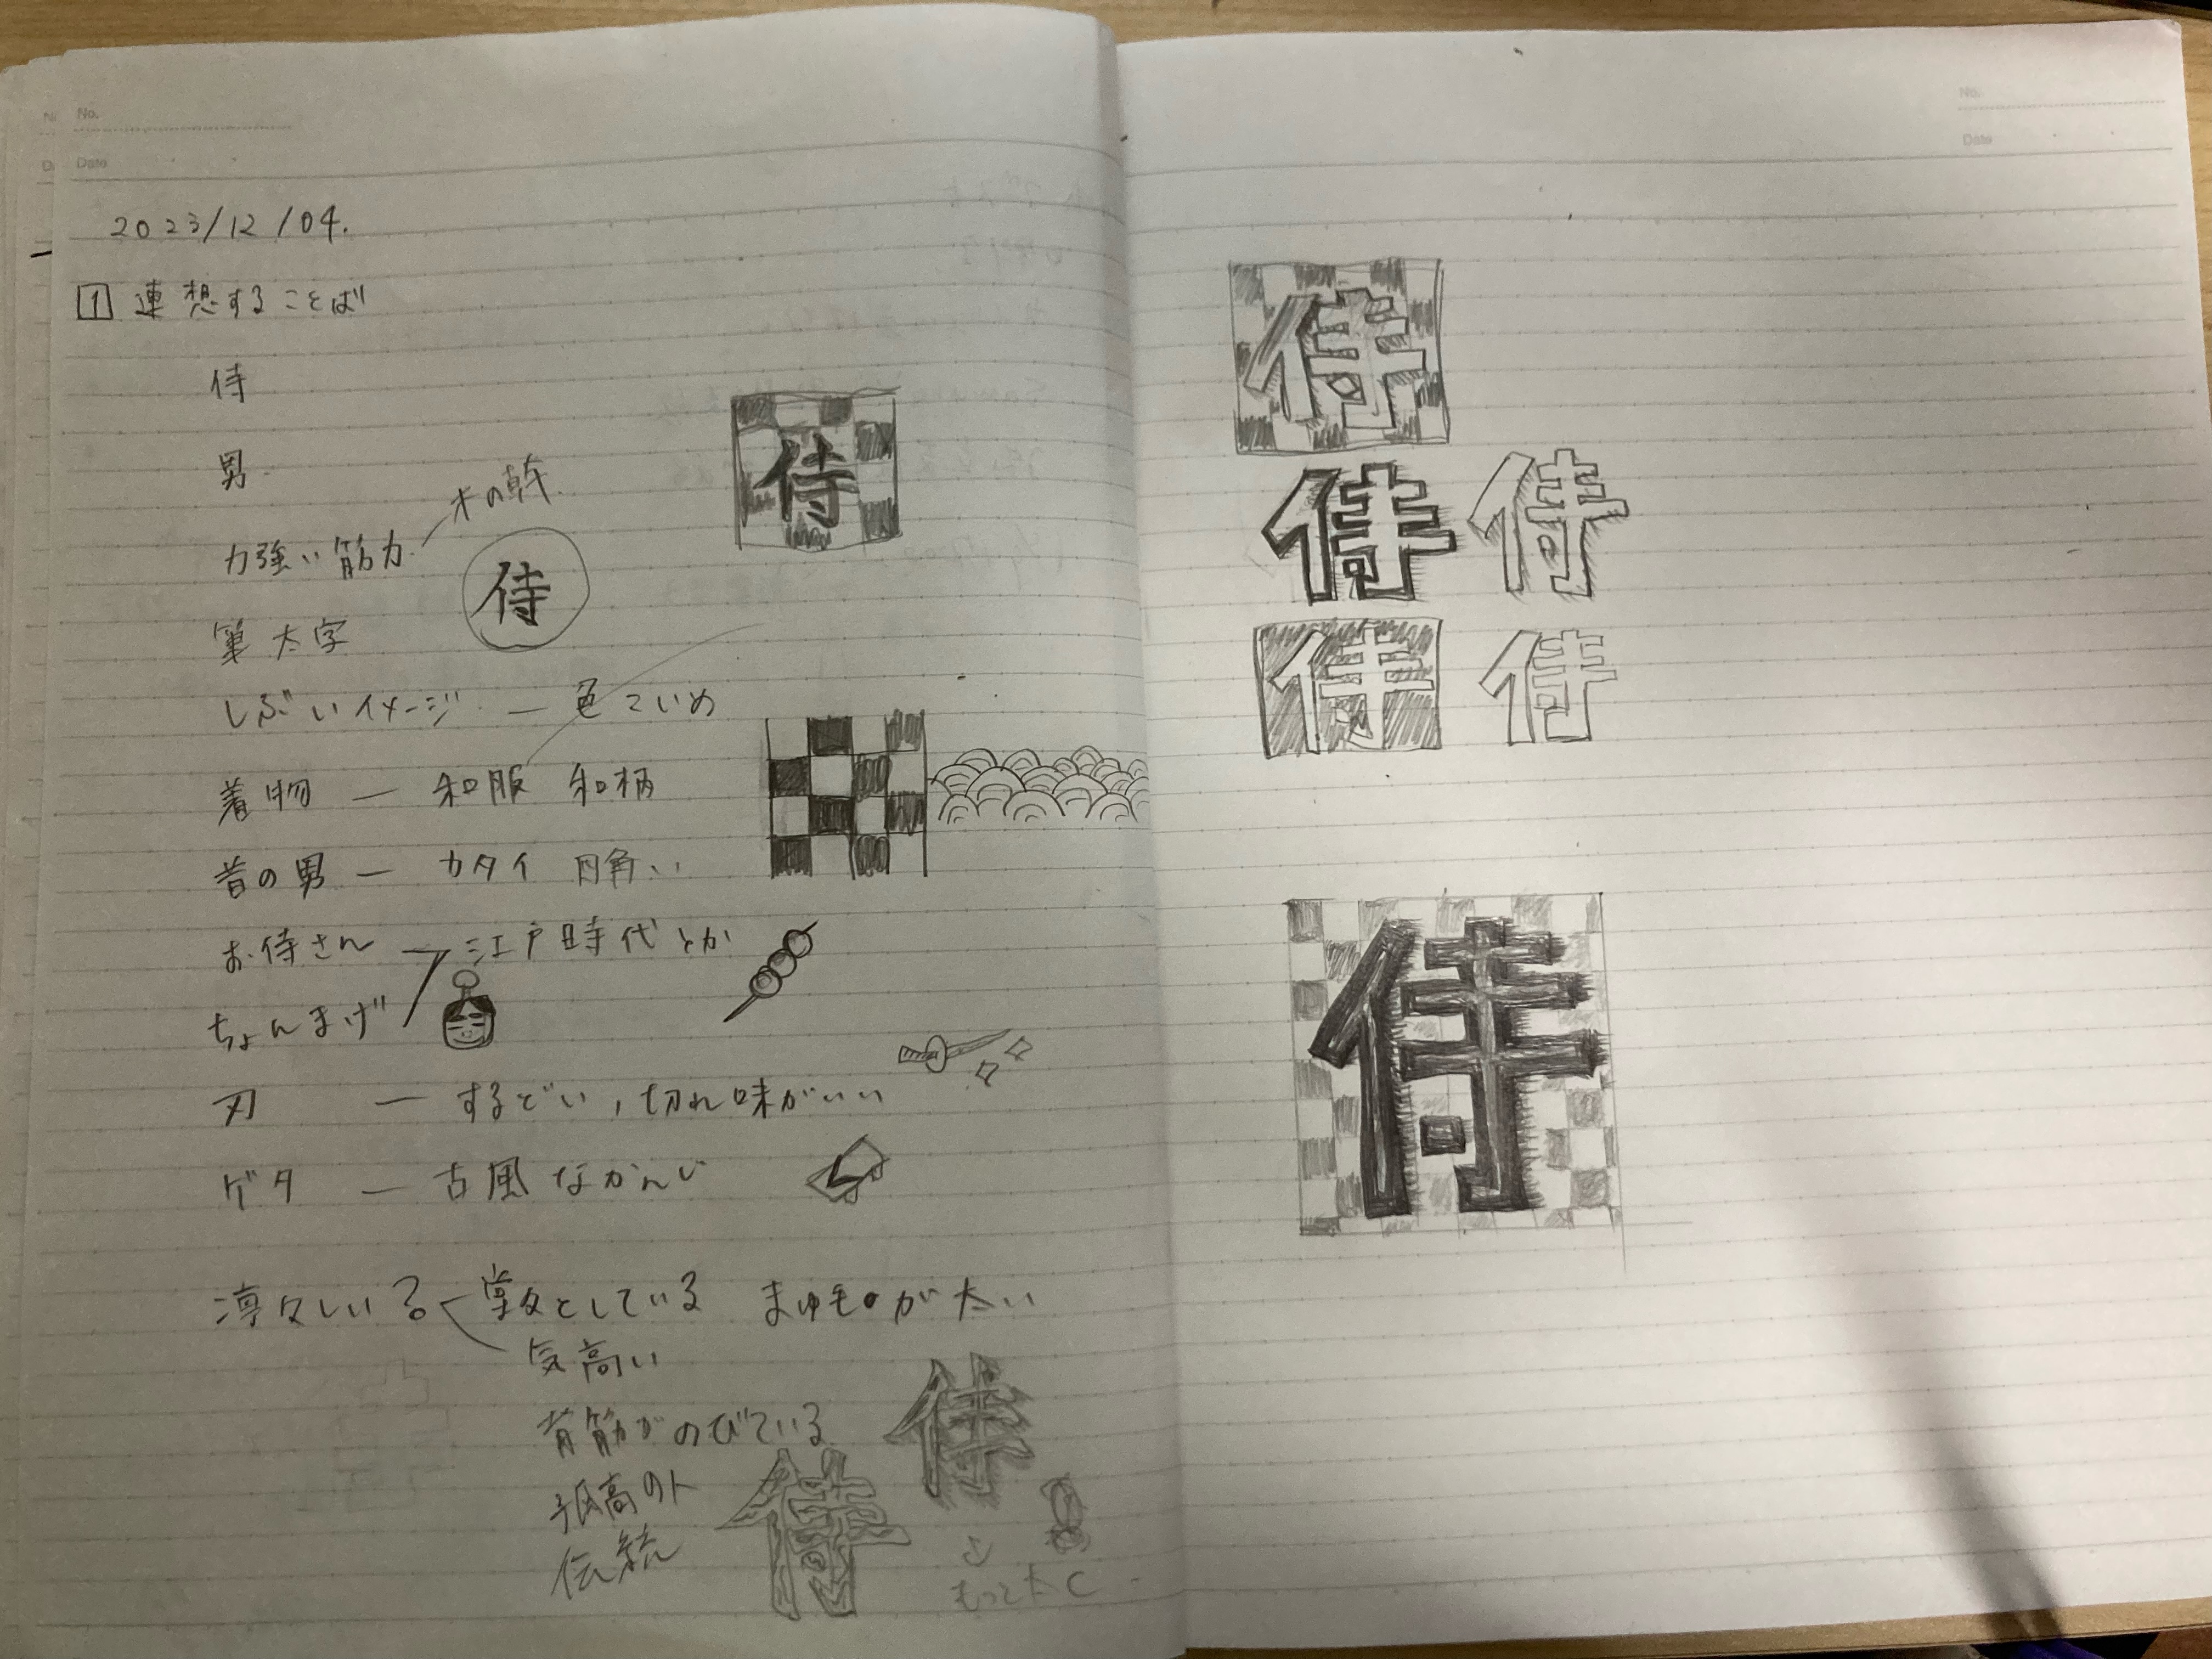 No.
Date
2023/12/04.
1 連想することば
侍
男
力強い筋力 — 木の幹
侍
筆 太字
侍
しぶいイメージ — 色こいめ
着物 — 和服 和柄
昔の男 — カタイ 四角い
お侍さん — 江戸時代とか
ちょんまげ
刃 — するどい,切れ味がいい
ゲタ — 古風なかんじ
しい? 堂々としている まゆ毛が太い
気高い
背筋がのびている
孤高の人
伝統
侍
侍
もっと太く
No.
Date
侍
侍 侍
侍 侍
侍